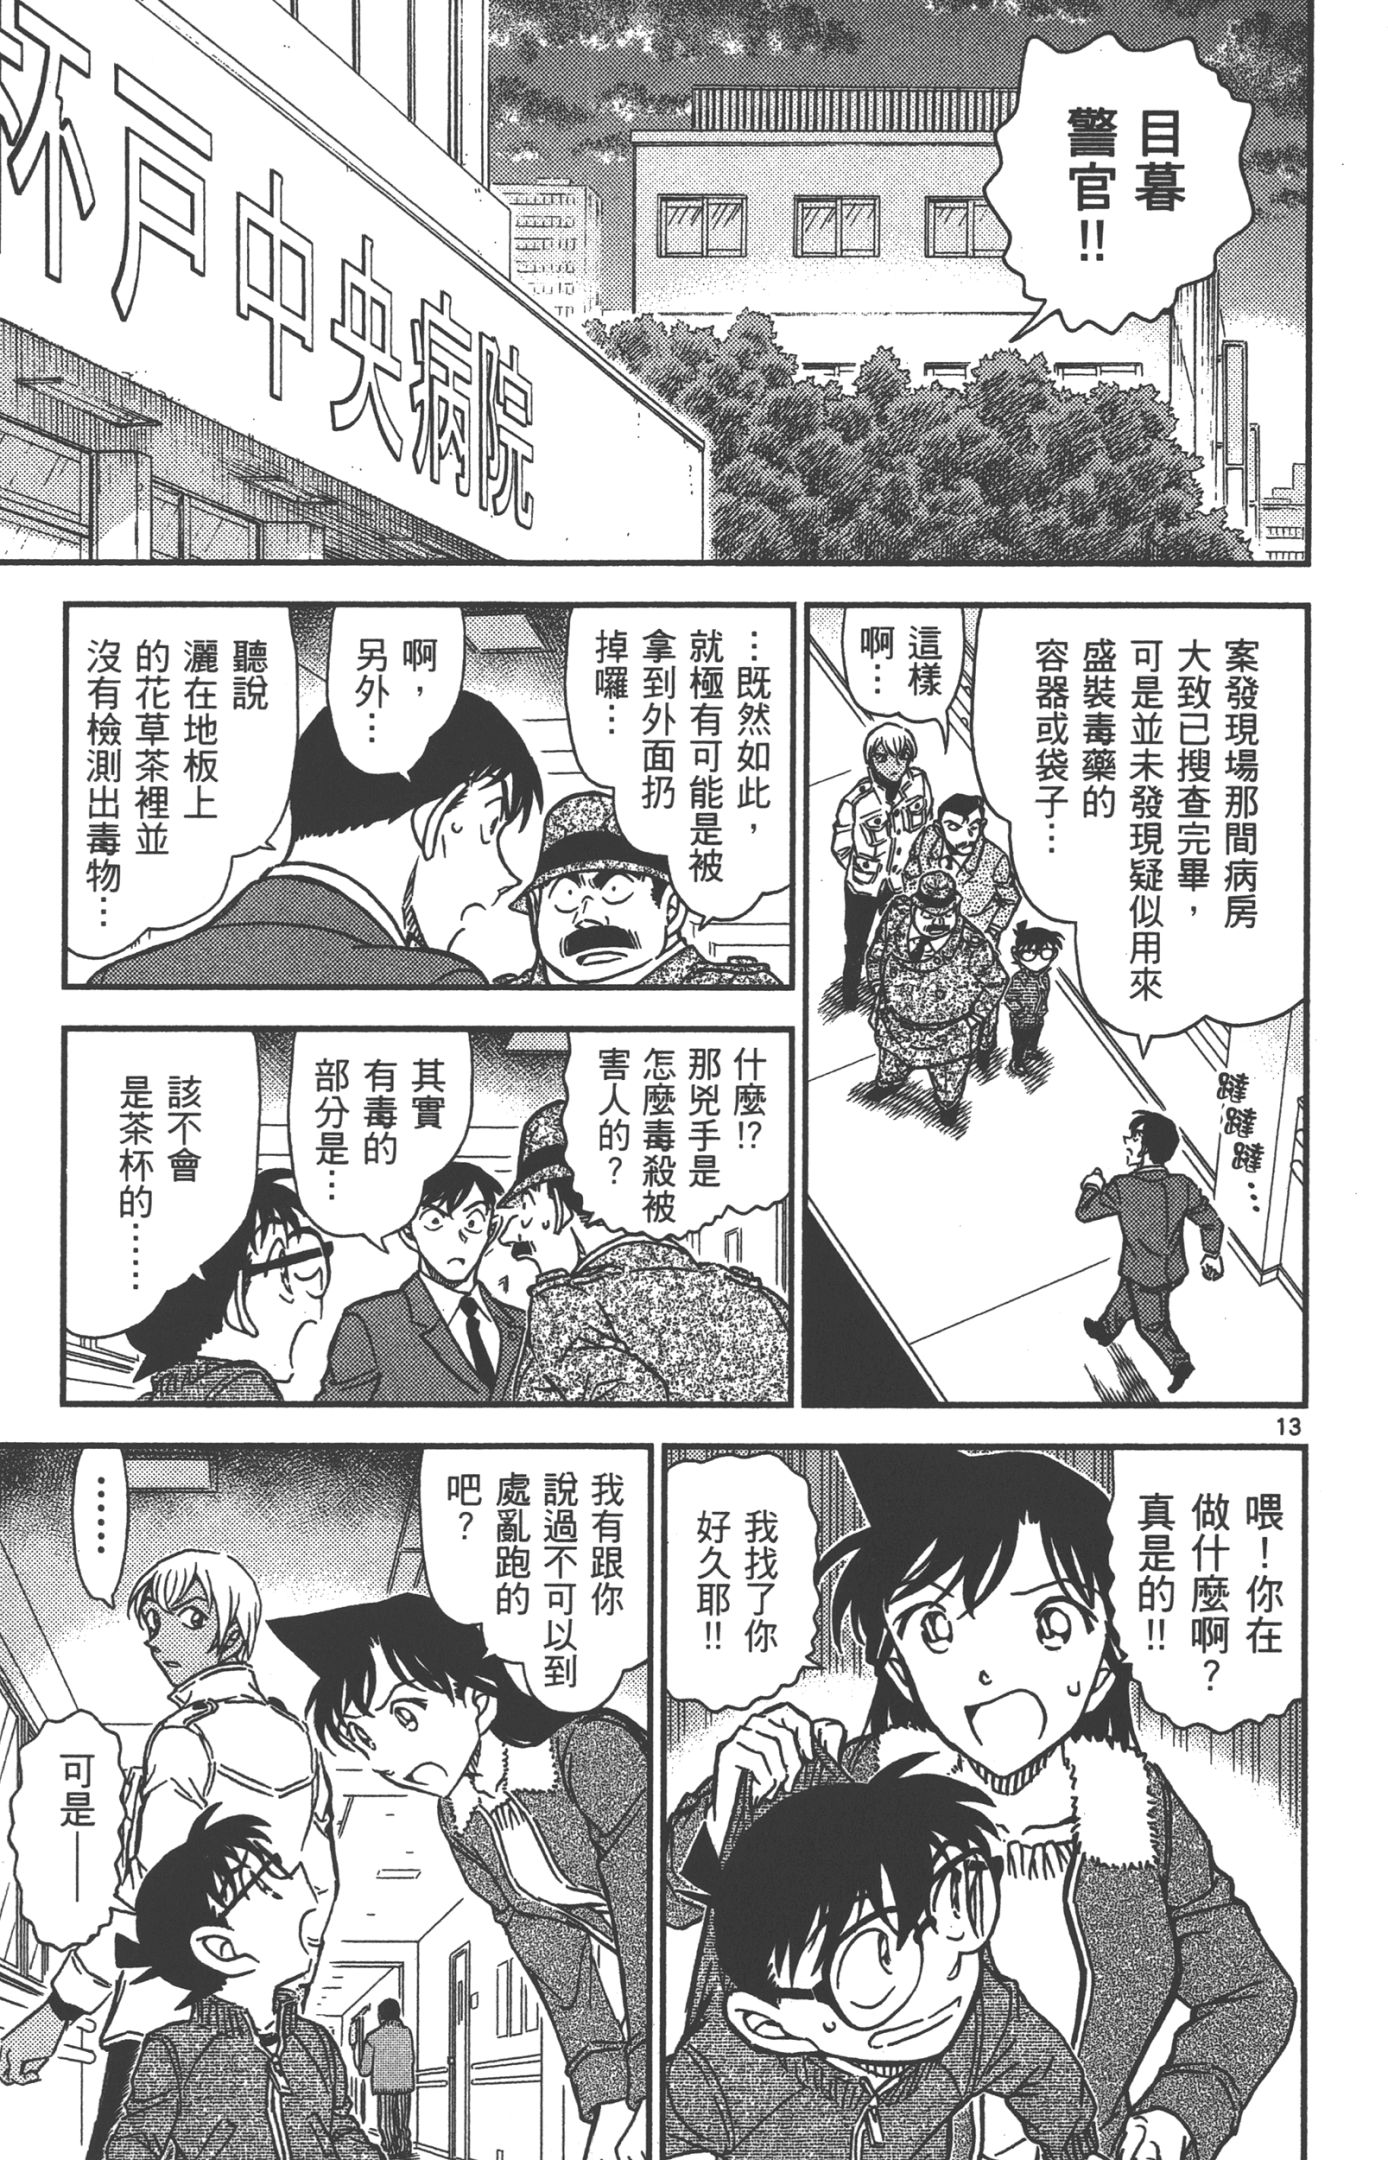 目暮
警官!!
杯戸中央病院
案發現場那間病房
大致已搜查完畢，
可是並未發現疑似用來
盛裝毒藥的
容器或袋子…
這樣
啊…
躂躂躂…
…既然如此，
就極有可能是被
拿到外面扔
掉囉…
啊，
另外…
聽說
灑在地板上
的花草茶裡並
沒有檢測出毒物…
什麼!?
那兇手是
怎麼毒殺被
害人的？
其實
有毒的
部分是…
該不會
是茶杯的……
13
喂！你在
做什麼啊？
真是的!!
我找了你
好久耶!!
我有跟你
說過不可以到
處亂跑的
吧？
……
可是——